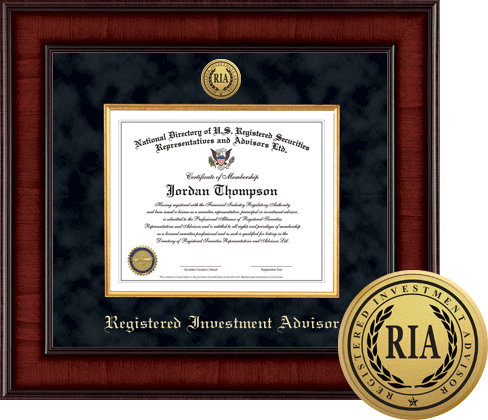 RIA
National Directory of U.S. Registered Securities
Representatives and Advisors Ltd.
Certificate of Membership
Jordan Thompson
Having registered with the Financial Industry Regulatory Authority
and been issued a license as a securities representative, principal or investment advisor,
is admitted to the Professional Alliance of Registered Securities
Representatives and Advisors and is entitled to all rights and privileges of membership
as a licensed securities professional and as such is qualified for listing in the
Directory of Registered Securities Representatives and Advisors Ltd.
Registration Date
Registered Investment Advisor
REGISTERED INVESTMENT ADVISOR
RIA